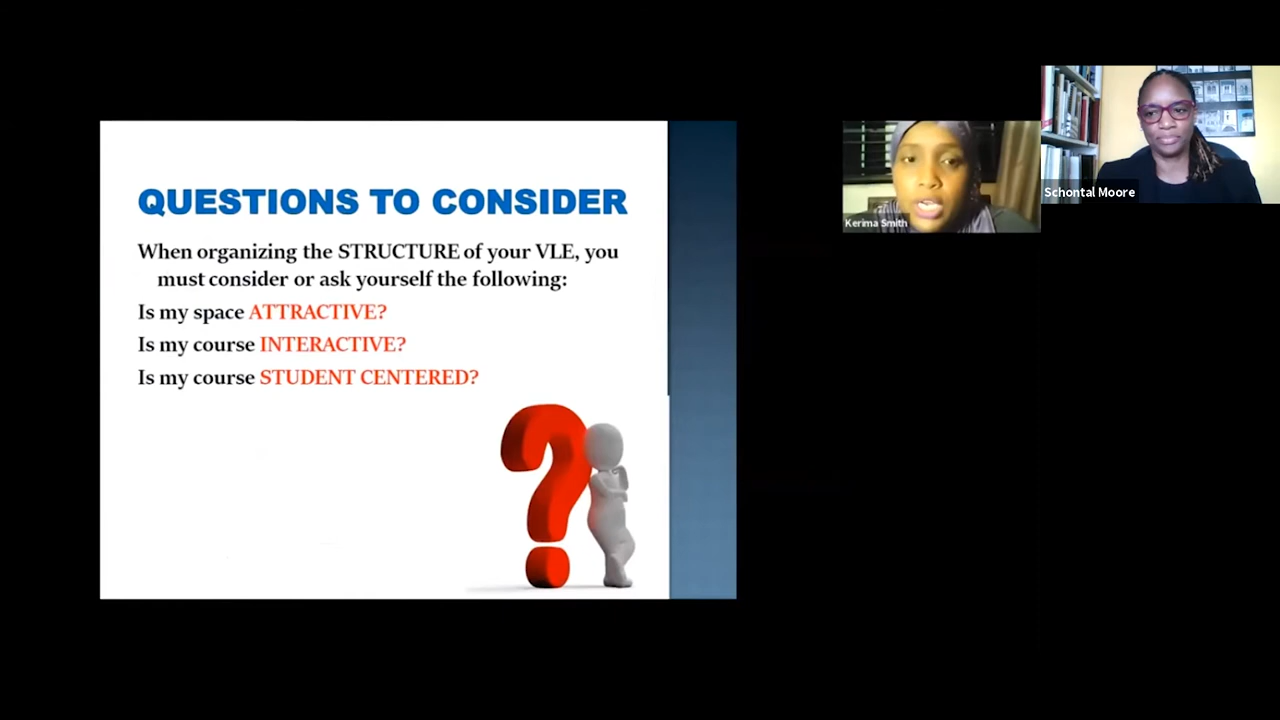 QUESTIONS TO CONSIDER
When organizing the STRUCTURE of your VLE, you
must consider or ask yourself the following:
Is my space ATTRACTIVE?
Is my course INTERACTIVE?
Is my course STUDENT CENTERED?
Kerima Smith
Schontal Moore